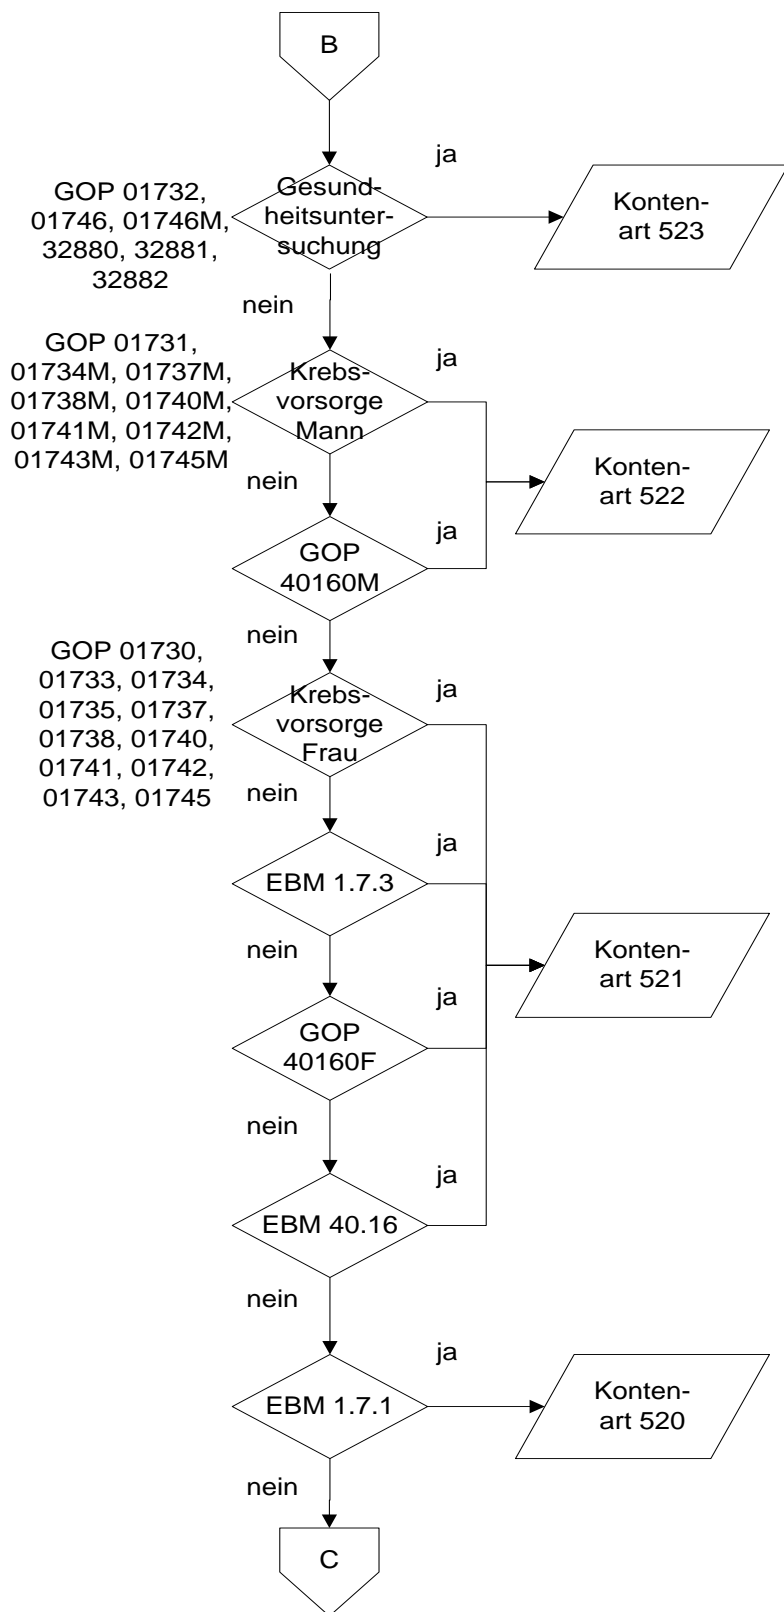 B
ja
GOP 01732,
01746, 01746M,
32880, 32881,
32882
Gesund-
heitsunter-
suchung
Konten-
art 523
nein
GOP 01731,
01734M, 01737M,
01738M, 01740M,
01741M, 01742M,
01743M, 01745M
Krebs-
vorsorge
Mann
ja
Konten-
art 522
nein
GOP
40160M
ja
nein
GOP 01730,
01733, 01734,
01735, 01737,
01738, 01740,
01741, 01742,
01743, 01745
Krebs-
vorsorge
Frau
ja
nein
ja
EBM 1.7.3
Konten-
art 521
nein
ja
GOP
40160F
nein
ja
EBM 40.16
nein
ja
EBM 1.7.1
Konten-
art 520
nein
C